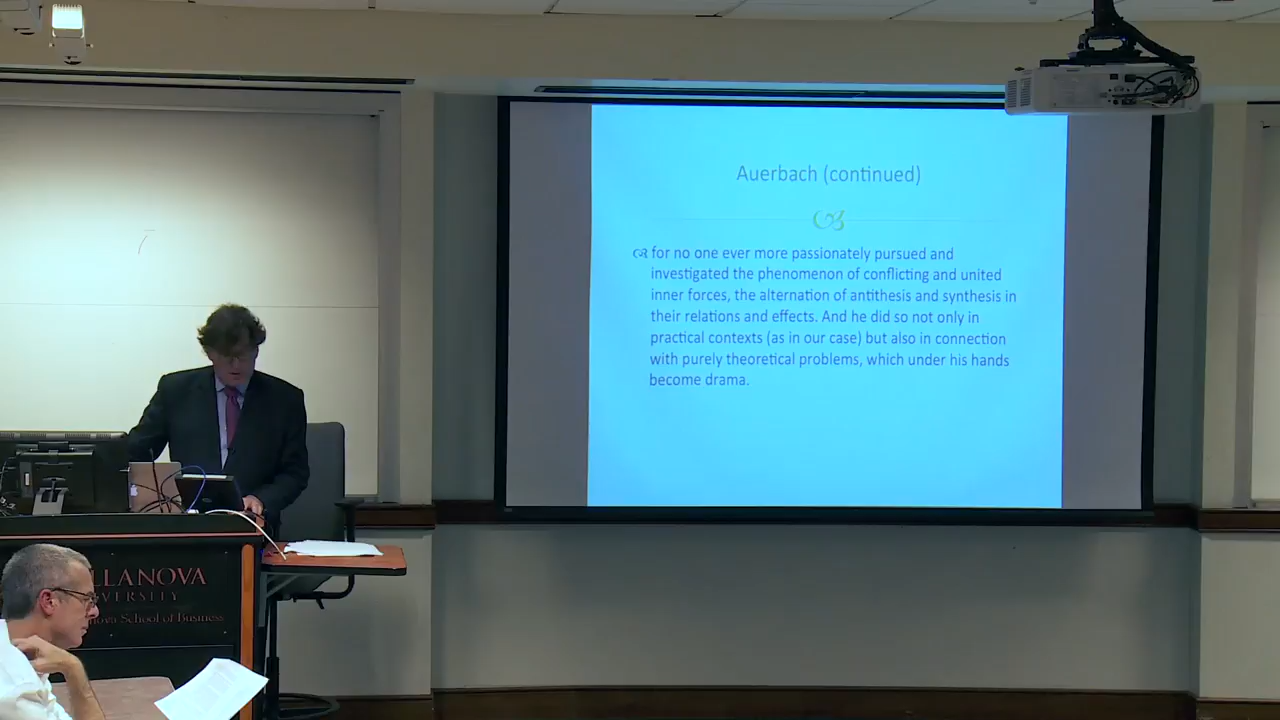 Auerbach (continued)
for no one ever more passionately pursued and
investigated the phenomenon of conflicting and united
inner forces, the alternation of antithesis and synthesis in
their relations and effects. And he did so not only in
practical contexts (as in our case) but also in connection
with purely theoretical problems, which under his hands
become drama.
LLANOVA
VERSITY
nova School of Business